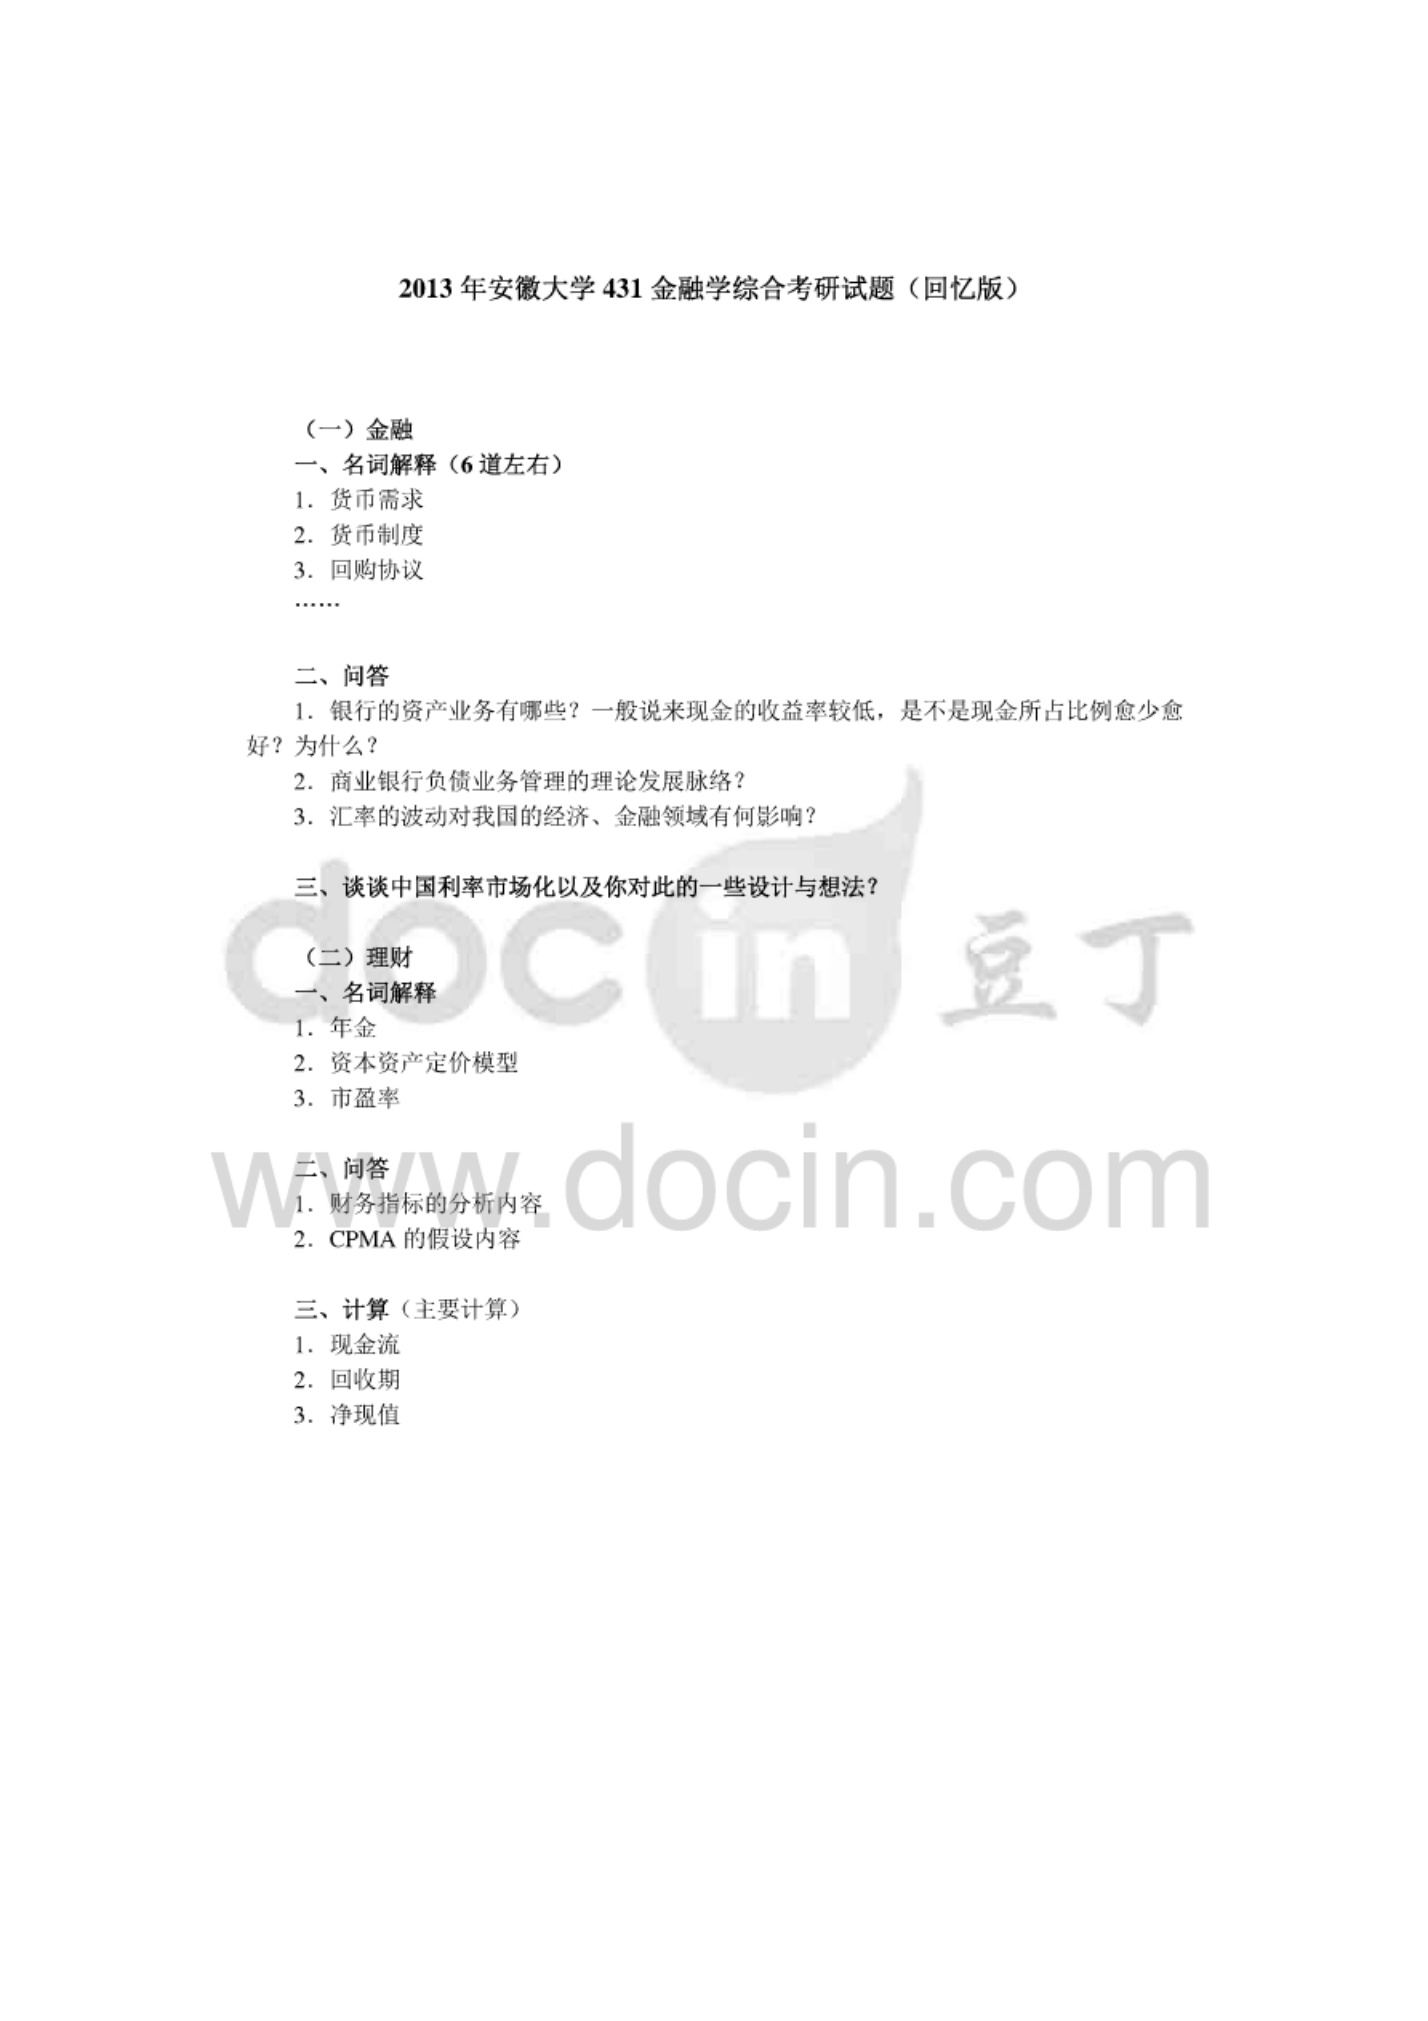 2013 年安徽大学 431 金融学综合考研试题（回忆版）
（一）金融
一、名词解释（6 道左右）
1．货币需求
2．货币制度
3．回购协议
……
二、问答
1．银行的资产业务有哪些？一般说来现金的收益率较低，是不是现金所占比例愈少愈
好？为什么？
2．商业银行负债业务管理的理论发展脉络？
3．汇率的波动对我国的经济、金融领域有何影响？
三、谈谈中国利率市场化以及你对此的一些设计与想法？
docin 豆丁
（二）理财
一、名词解释
1．年金
2．资本资产定价模型
3．市盈率
www.docin.com
二、问答
1．财务指标的分析内容
2．CPMA 的假设内容
三、计算（主要计算）
1．现金流
2．回收期
3．净现值